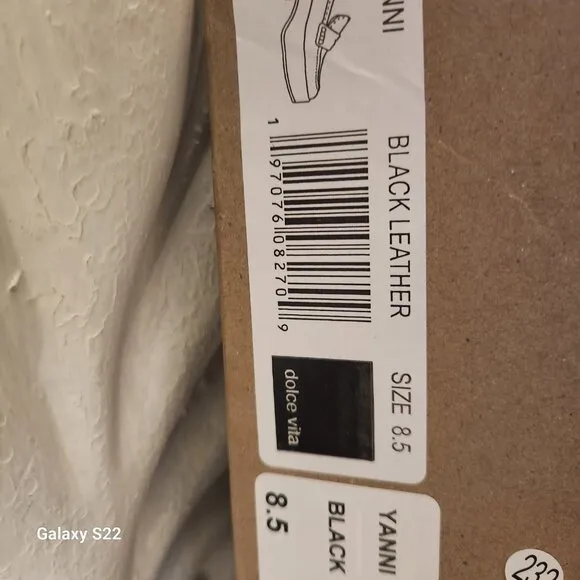 YANNI
BLACK LEATHER
SIZE 8.5
1 97076 08270 9
dolce vita
YANNI
BLACK
8.5
232
Galaxy S22